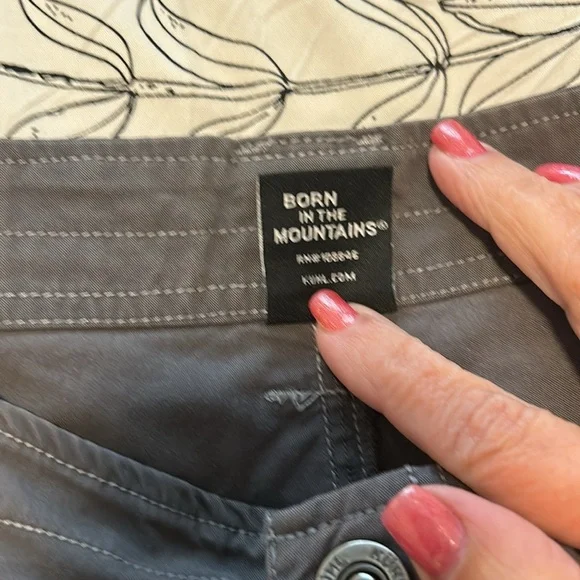 BORN
IN THE
MOUNTAINS®
KUHL.COM